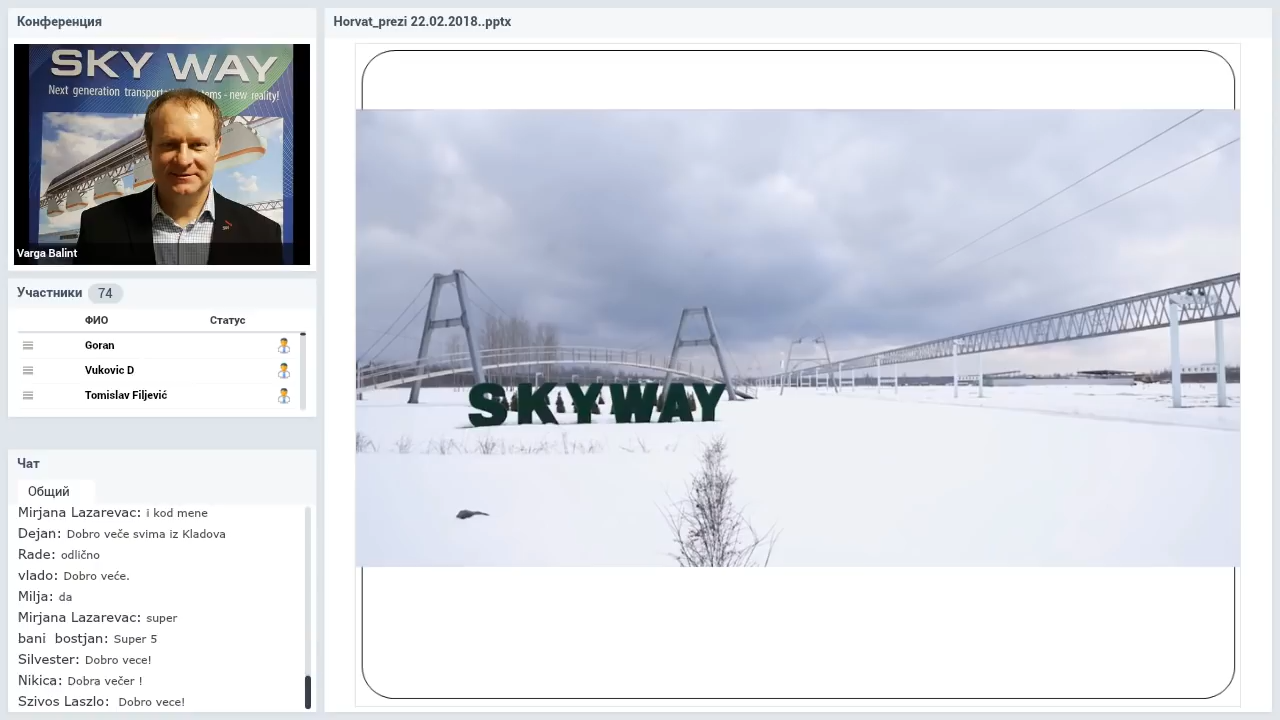 Конференция
SKY WAY
Next generation transportat ems - new reality!
Varga Balint
Участники 74
ФИО Статус
Goran
Vukovic D
Tomislav Filjević
Чат
Общий
Mirjana Lazarevac: i kod mene
Dejan: Dobro veče svima iz Kladova
Rade: odlično
vlado: Dobro veće.
Milja: da
Mirjana Lazarevac: super
bani bostjan: Super 5
Silvester: Dobro vece!
Nikica: Dobra večer !
Szivos Laszlo: Dobro vece!
Horvat_prezi 22.02.2018..pptx
SKYWAY